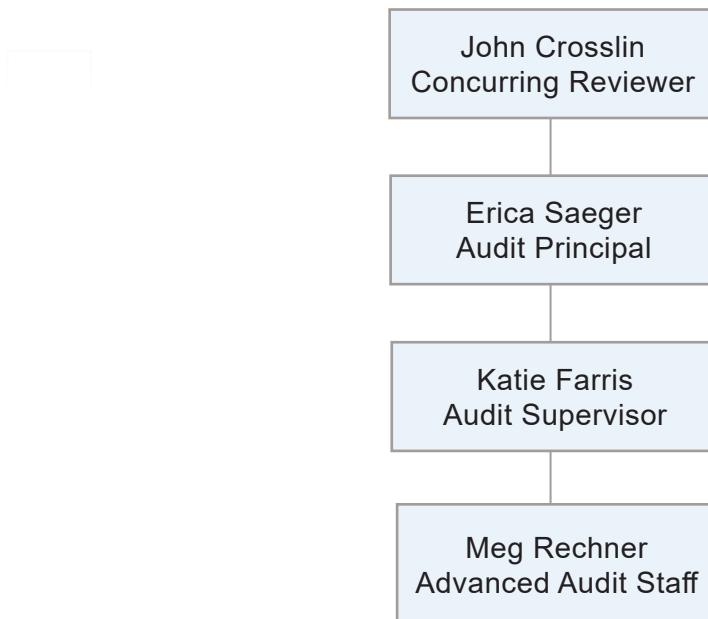 John Crosslin
Concurring Reviewer
Erica Saeger
Audit Principal
Katie Farris
Audit Supervisor
Meg Rechner
Advanced Audit Staff